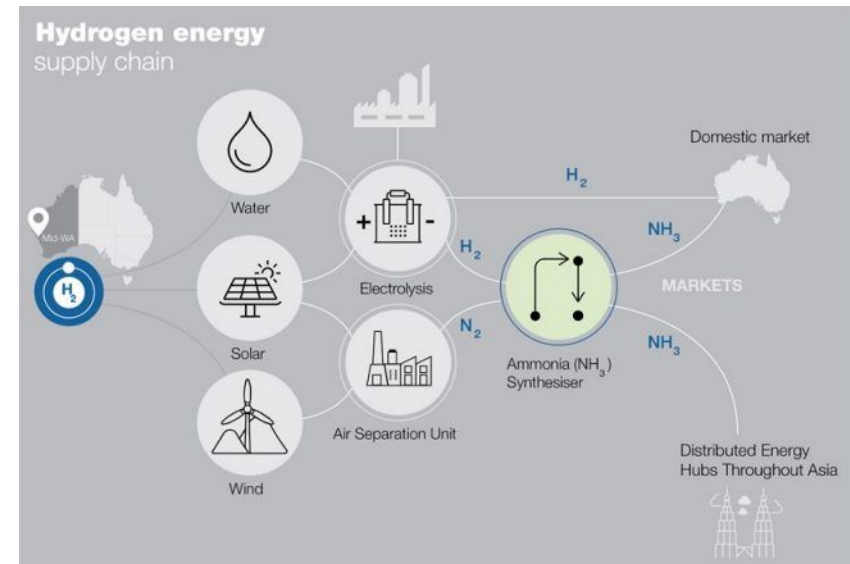 Hydrogen energy
supply chain
Domestic market
H₂
Water
Mid-WA
NH₃
H₂
H₂
Electrolysis
MARKETS
N₂
Solar
NH₃
Ammonia (NH₃)
Synthesiser
Air Separation Unit
Distributed Energy
Hubs Throughout Asia
Wind